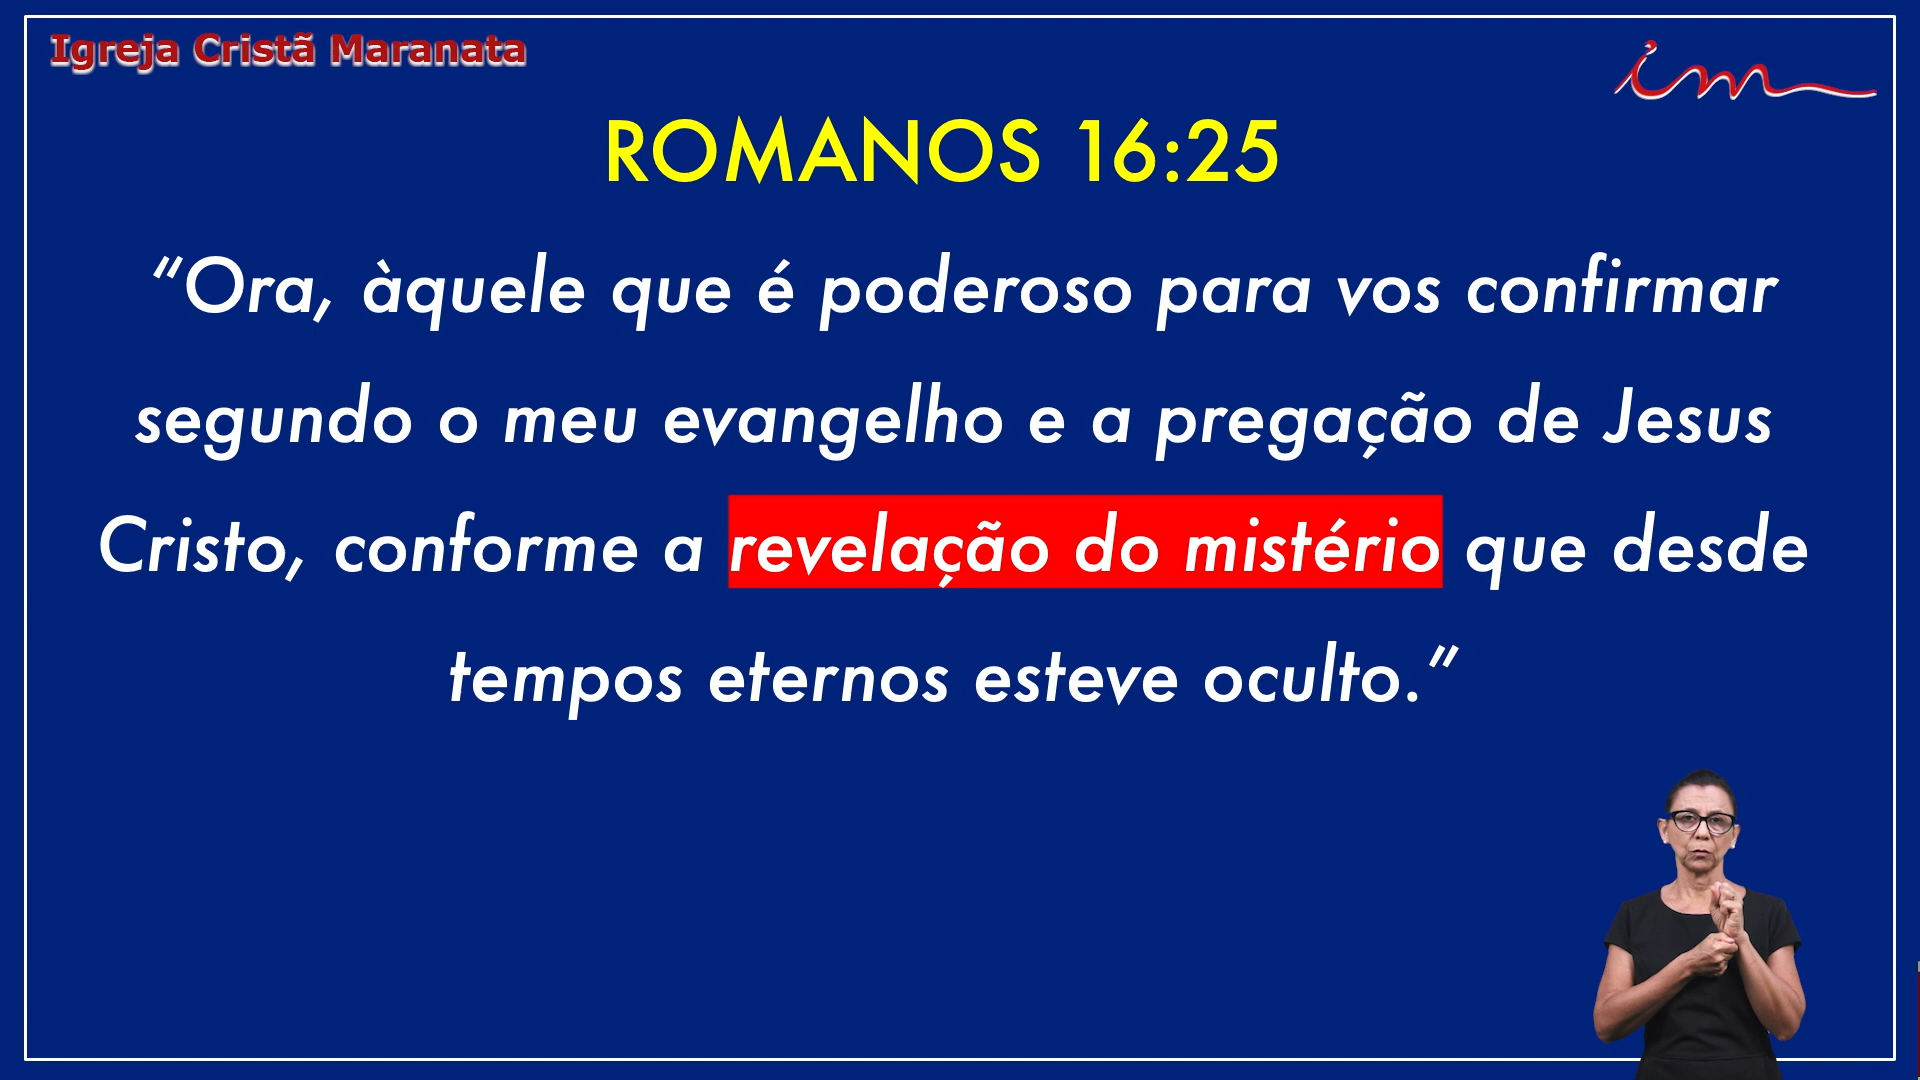 Igreja Cristã Maranata
im
ROMANOS 16:25
“Ora, àquele que é poderoso para vos confirmar
segundo o meu evangelho e a pregação de Jesus
Cristo, conforme a revelação do mistério que desde
tempos eternos esteve oculto.”